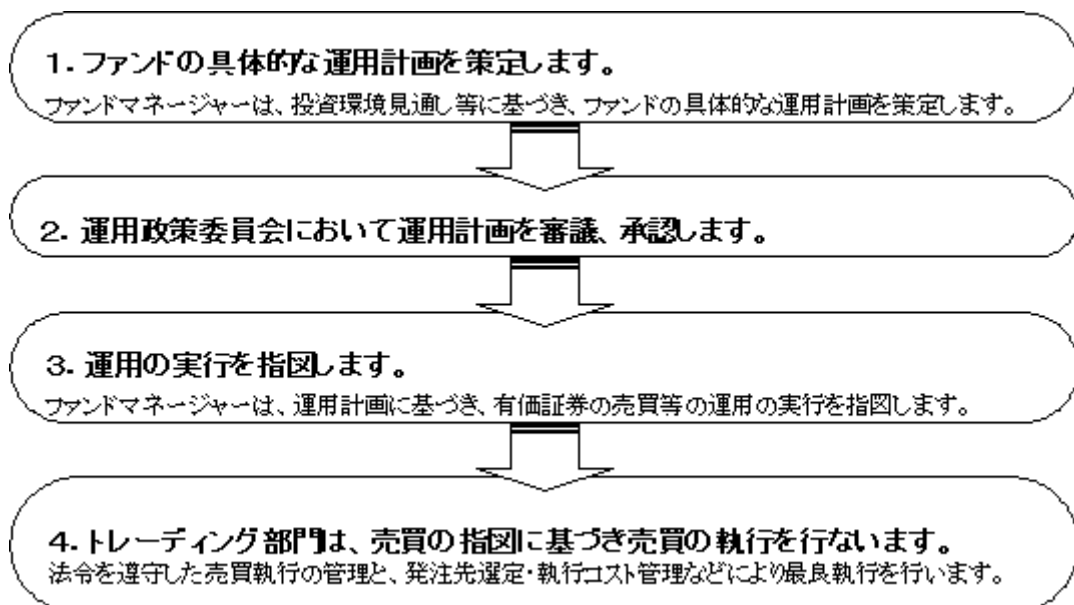 1. ファンドの具体的な運用計画を策定します。
ファンドマネージャーは、投資環境見通し等に基づき、ファンドの具体的な運用計画を策定します。
2. 運用政策委員会において運用計画を審議、承認します。
3. 運用の実行を指図します。
ファンドマネージャーは、運用計画に基づき、有価証券の売買等の運用の実行を指図します。
4. トレーディング部門は、売買の指図に基づき売買の執行を行ないます。
法令を遵守した売買執行の管理と、発注先選定・執行コスト管理などにより最良執行を行います。